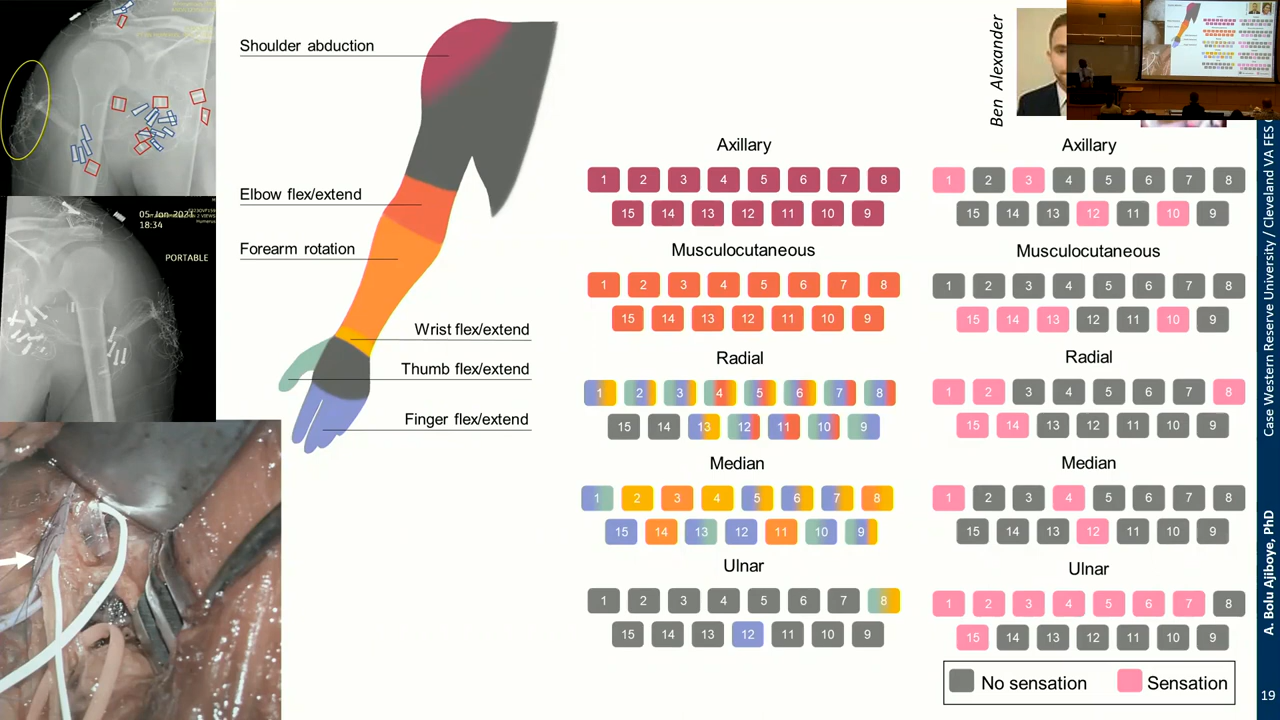 Shoulder abduction
Elbow flex/extend
Forearm rotation
Wrist flex/extend
Thumb flex/extend
Finger flex/extend
05 Jan 2021
18:34
PORTABLE
Axillary
1 2 3 4 5 6 7 8
15 14 13 12 11 10 9
Musculocutaneous
1 2 3 4 5 6 7 8
15 14 13 12 11 10 9
Radial
1 2 3 4 5 6 7 8
15 14 13 12 11 10 9
Median
1 2 3 4 5 6 7 8
15 14 13 12 11 10 9
Ulnar
1 2 3 4 5 6 7 8
15 14 13 12 11 10 9
Axillary
1 2 3 4 5 6 7 8
15 14 13 12 11 10 9
Musculocutaneous
1 2 3 4 5 6 7 8
15 14 13 12 11 10 9
Radial
1 2 3 4 5 6 7 8
15 14 13 12 11 10 9
Median
1 2 3 4 5 6 7 8
15 14 13 12 11 10 9
Ulnar
1 2 3 4 5 6 7 8
15 14 13 12 11 10 9
No sensation
Sensation
Ben Alexander
Case Western Reserve University / Cleveland VA FES
A. Bolu Ajiboye, PhD
19